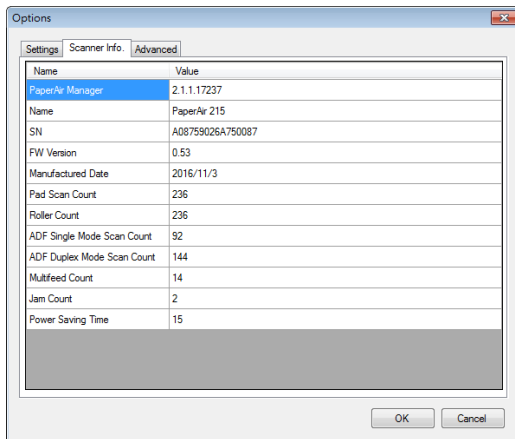 Options
Settings Scanner Info. Advanced
Name Value
PaperAir Manager 2.1.1.17237
Name PaperAir 215
SN A08759026A750087
FW Version 0.53
Manufactured Date 2016/11/3
Pad Scan Count 236
Roller Count 236
ADF Single Mode Scan Count 92
ADF Duplex Mode Scan Count 144
Multifeed Count 14
Jam Count 2
Power Saving Time 15
OK Cancel